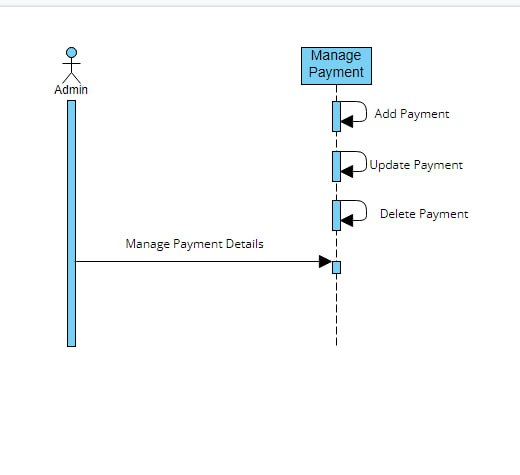 Manage
Payment
Admin
Add Payment
Update Payment
Delete Payment
Manage Payment Details